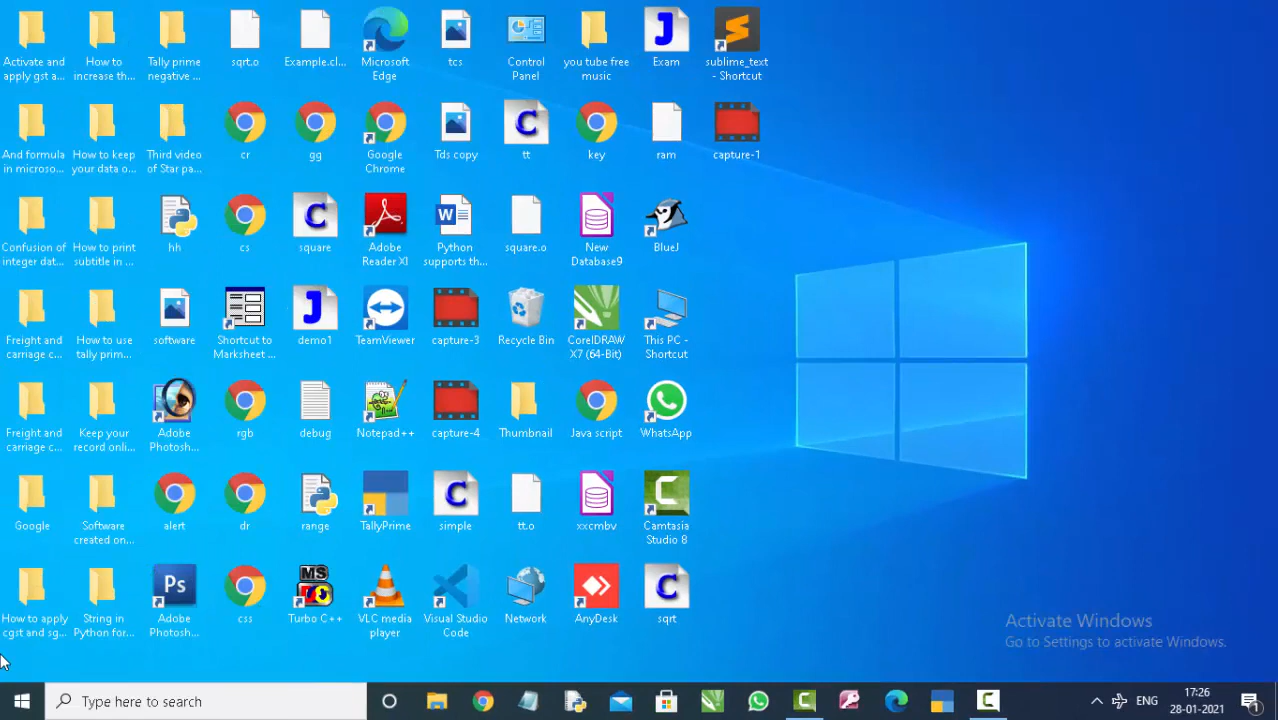 Activate and
apply gst a...
How to
increase th...
Tally prime
negative ...
sqrt.o
Example.cl...
Microsoft
Edge
tcs
Control
Panel
you tube free
music
Exam
sublime_text
- Shortcut
And formula
in microso...
How to keep
your data o...
Third video
of Star pa...
cr
gg
Google
Chrome
Tds copy
tt
key
ram
capture-1
Confusion of
integer dat...
How to print
subtitle in ...
hh
cs
square
Adobe
Reader XI
Python
supports th...
square.o
New
Database9
BlueJ
Freight and
carriage c...
How to use
tally prim...
software
Shortcut to
Marksheet ...
demo1
TeamViewer
capture-3
Recycle Bin
CorelDRAW
X7 (64-Bit)
This PC -
Shortcut
Freight and
carriage c...
Keep your
record onli...
Adobe
Photosh...
rgb
debug
Notepad++
capture-4
Thumbnail
Java script
WhatsApp
Google
Software
created on...
alert
dr
range
TallyPrime
simple
tt.o
xxcmbv
Camtasia
Studio 8
How to apply
cgst and sg...
String in
Python for...
Ps
Adobe
Photosh...
css
MS
Turbo C++
VLC media
player
Visual Studio
Code
Network
AnyDesk
sqrt
Activate Windows
Go to Settings to activate Windows.
Type here to search
ENG
17:26
28-01-2021
1